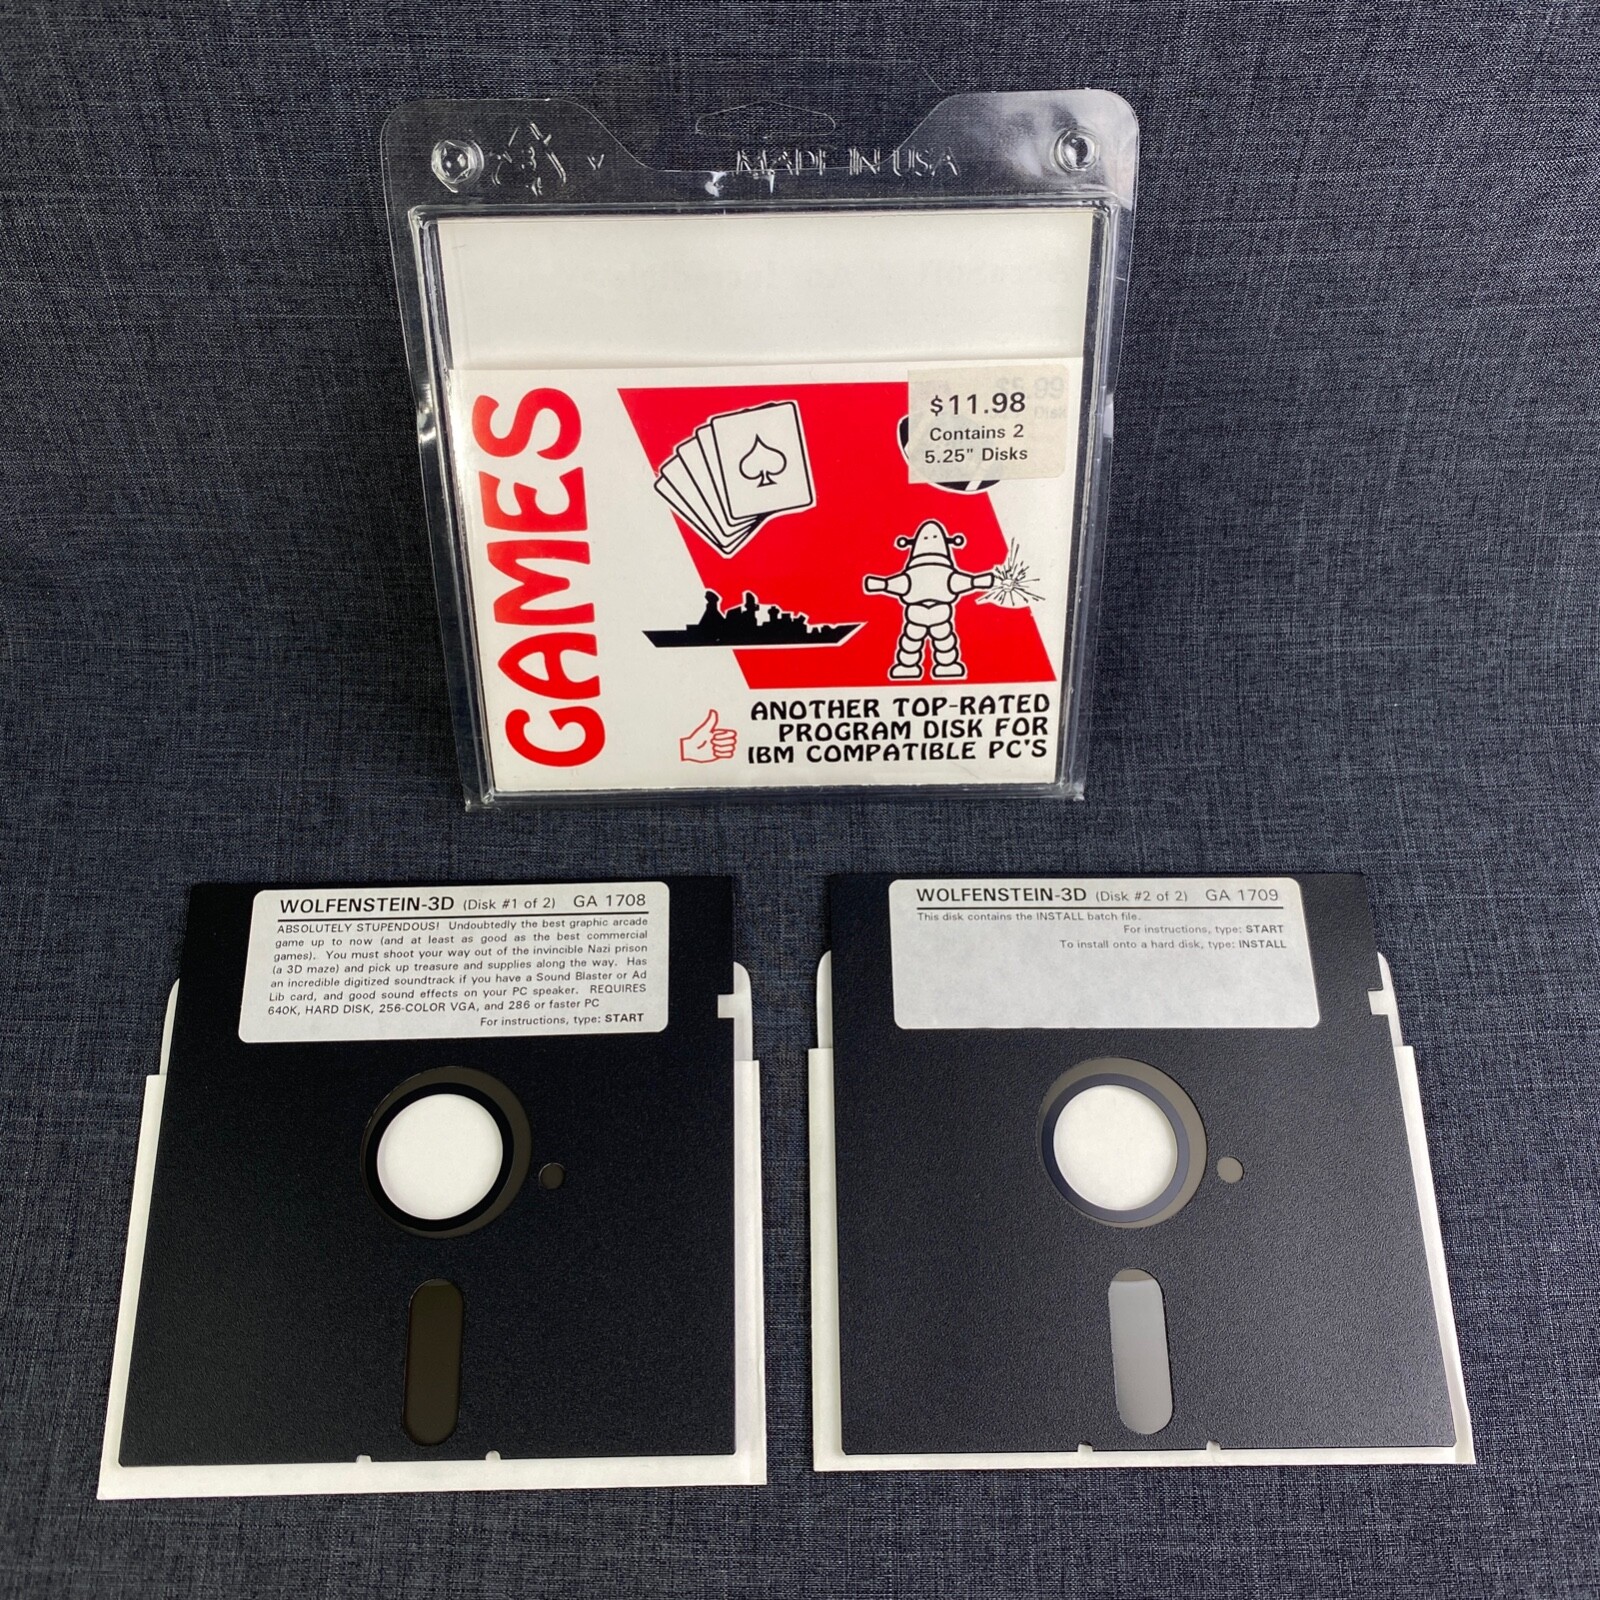 MADE IN USA
GAMES
$11.98
Contains 2
5.25" Disks
ANOTHER TOP-RATED
PROGRAM DISK FOR
IBM COMPATIBLE PC'S
WOLFENSTEIN-3D (Disk #1 of 2) GA 1708
ABSOLUTELY STUPENDOUS! Undoubtedly the best graphic arcade
game up to now (and at least as good as the best commercial
games). You must shoot your way out of the invincible Nazi prison
(a 3D maze) and pick up treasure and supplies along the way. Has
an incredible digitized soundtrack if you have a Sound Blaster or Ad
Lib card, and good sound effects on your PC speaker. REQUIRES
640K, HARD DISK, 256-COLOR VGA, and 286 or faster PC
For instructions, type: START
WOLFENSTEIN-3D (Disk #2 of 2) GA 1709
This disk contains the INSTALL batch file.
For instructions, type: START
To install onto a hard disk, type: INSTALL